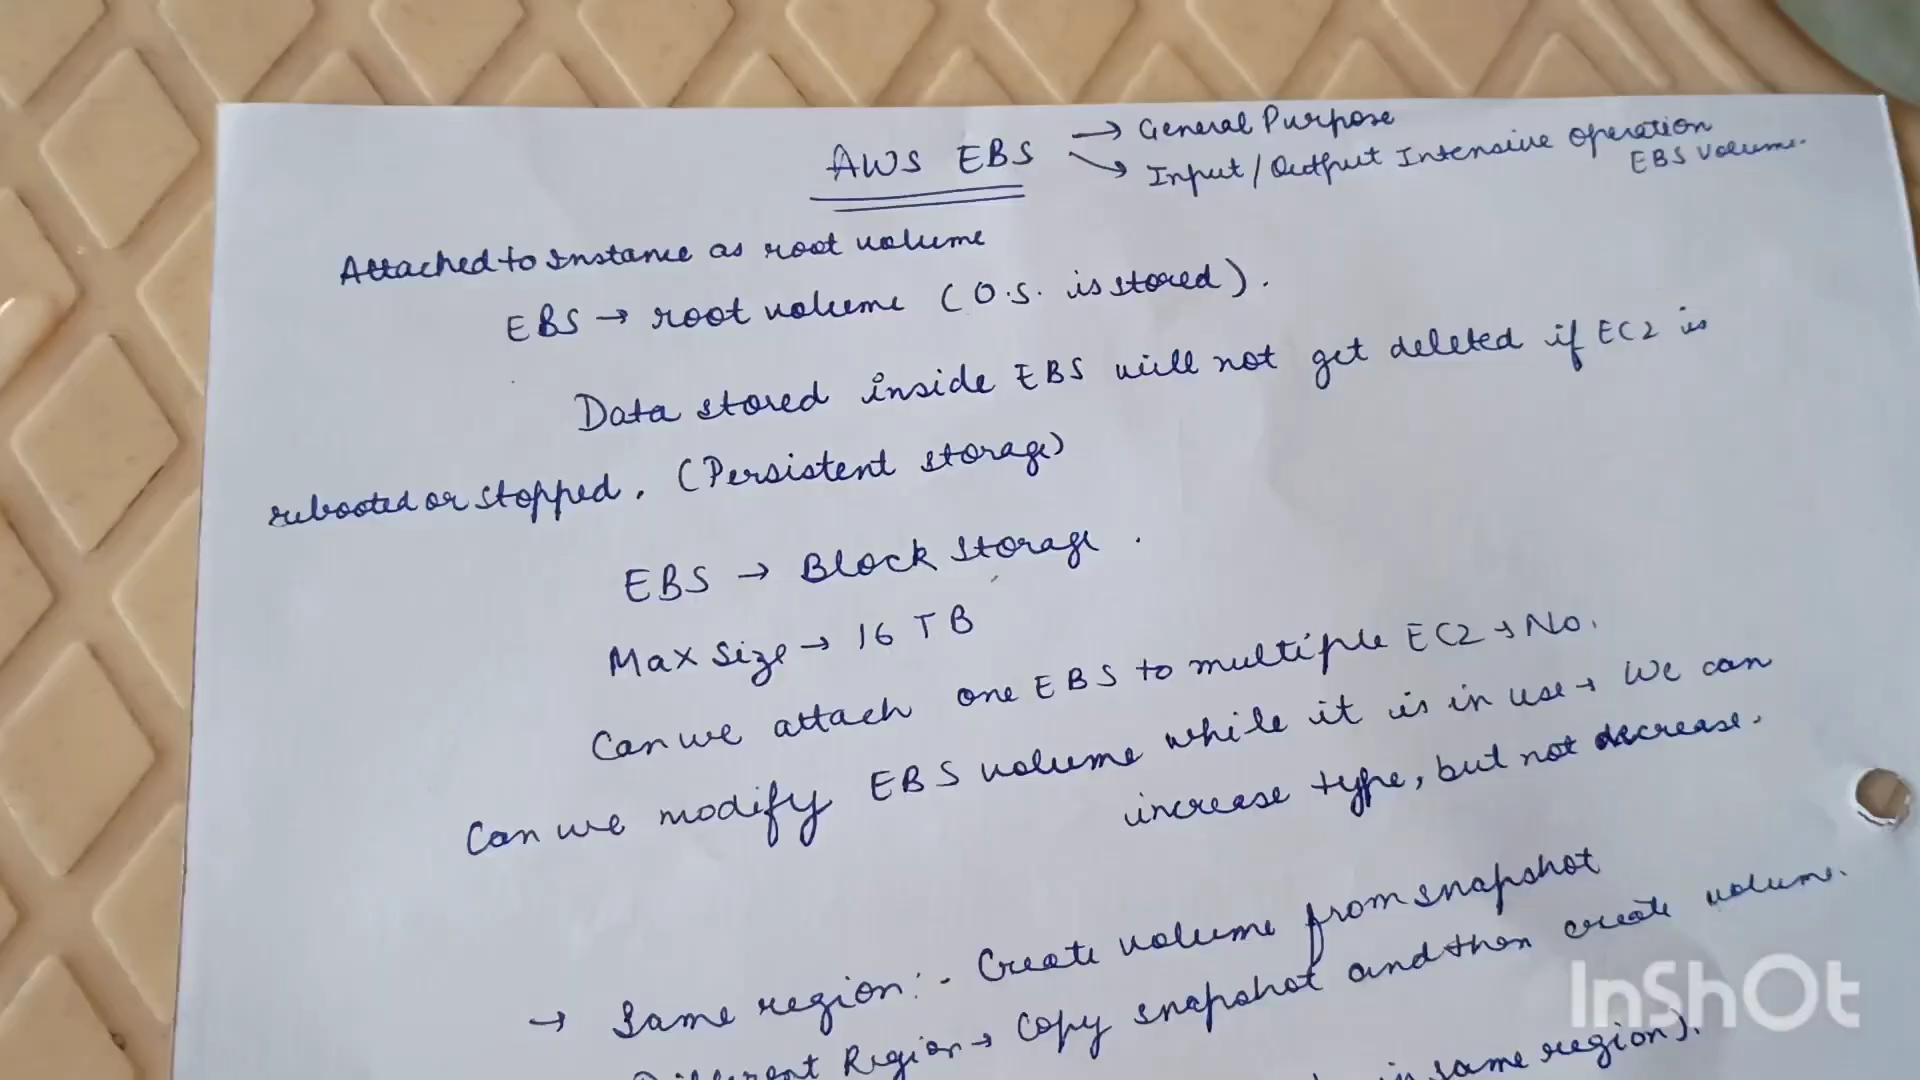 AWS EBS → General Purpose
→ Input / Output Intensive operation
EBS volume.
Attached to Instance as root volume
EBS → root volume (O.S. is stored).
Data stored inside EBS will not get deleted if EC2 is
rebooted or stopped. (Persistent storage)
EBS → Block Storage.
Max size → 16 TB
Can we attach one EBS to multiple EC2 → No.
Can we modify EBS volume while it is in use → We can
increase type, but not decrease.
→ Same region:- Create volume from snapshot
Different Region → Copy snapshot and then create volume.
in same region).
InShOt